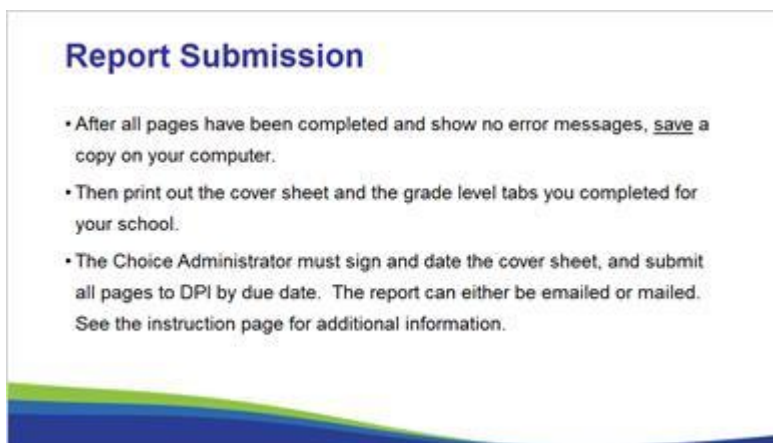 Report Submission
• After all pages have been completed and show no error messages, save a
copy on your computer.
• Then print out the cover sheet and the grade level tabs you completed for
your school.
• The Choice Administrator must sign and date the cover sheet, and submit
all pages to DPI by due date.  The report can either be emailed or mailed.
See the instruction page for additional information.